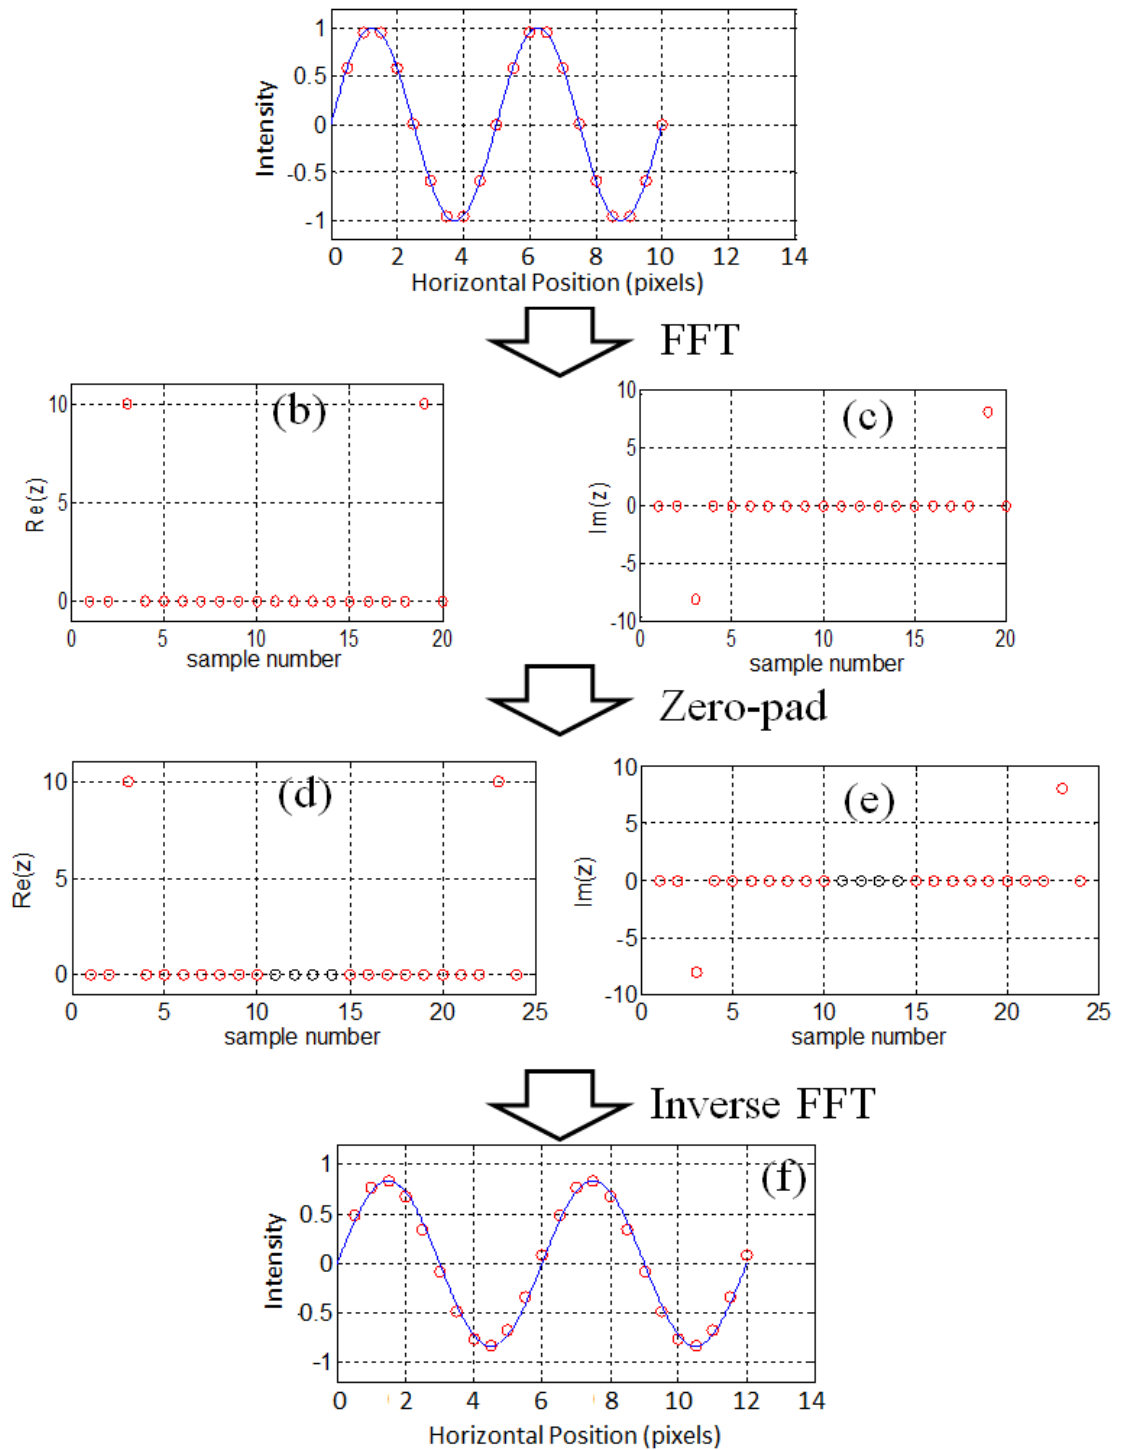 1
0.5
0
-0.5
-1
Intensity
0 2 4 6 8 10 12 14
Horizontal Position (pixels)
FFT
10
5
0
Re(z)
(b)
0 5 10 15 20
sample number
10
5
0
-5
-10
Im(z)
(c)
0 5 10 15 20
sample number
Zero-pad
10
5
0
Re(z)
(d)
0 5 10 15 20 25
sample number
10
5
0
-5
-10
Im(z)
(e)
0 5 10 15 20 25
sample number
Inverse FFT
1
0.5
0
-0.5
-1
Intensity
(f)
0 2 4 6 8 10 12 14
Horizontal Position (pixels)